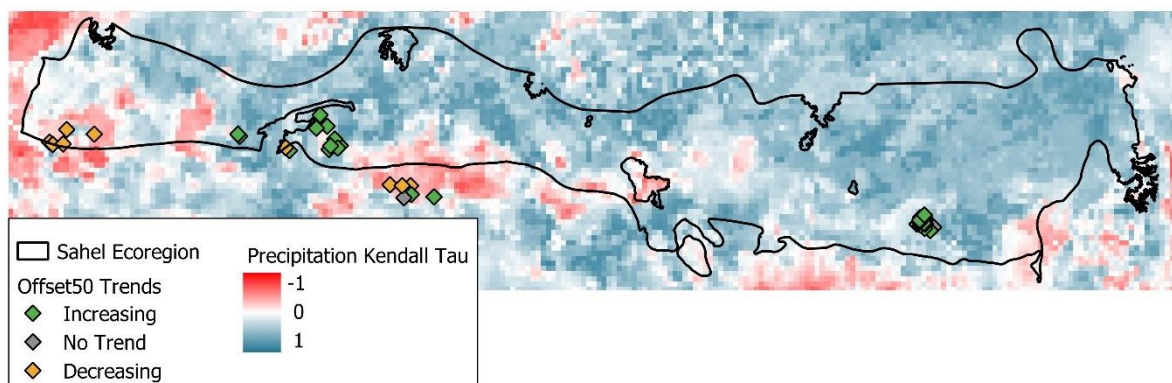 Sahel Ecoregion
Offset50 Trends
Increasing
No Trend
Decreasing
Precipitation Kendall Tau
-1
0
1